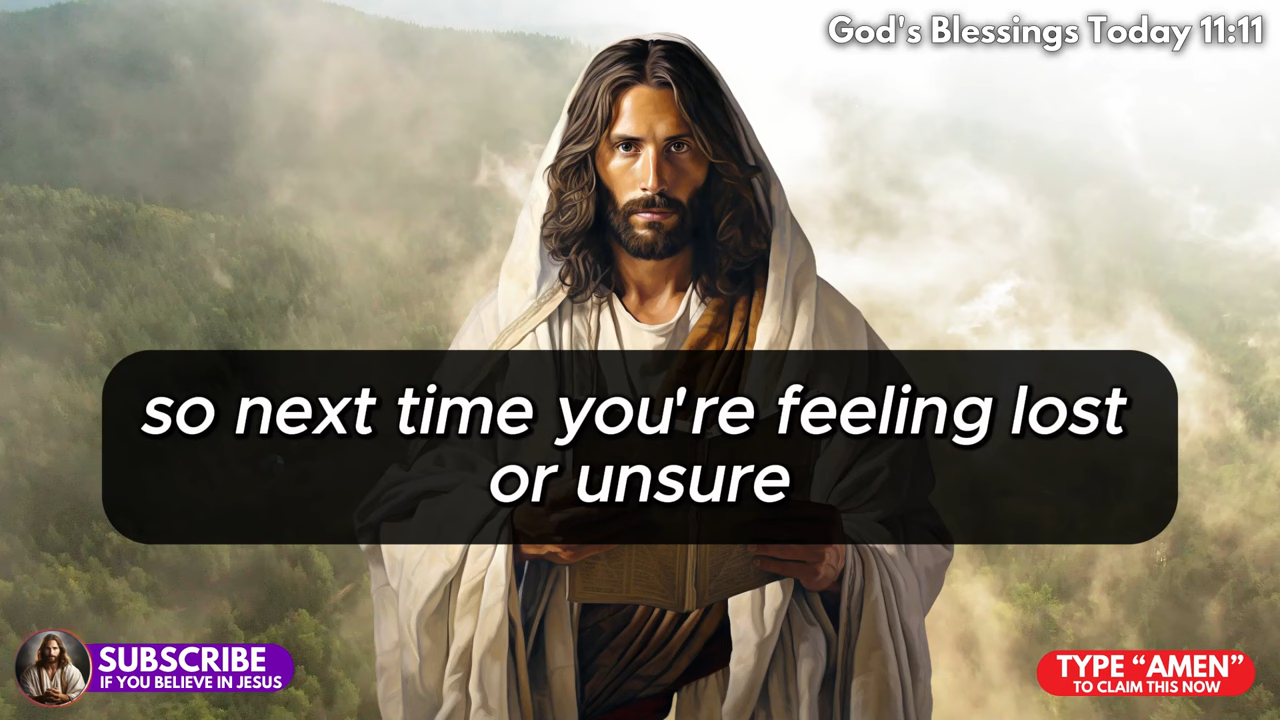 God's Blessings Today 11:11
so next time you're feeling lost
or unsure
SUBSCRIBE
IF YOU BELIEVE IN JESUS
TYPE “AMEN”
TO CLAIM THIS NOW